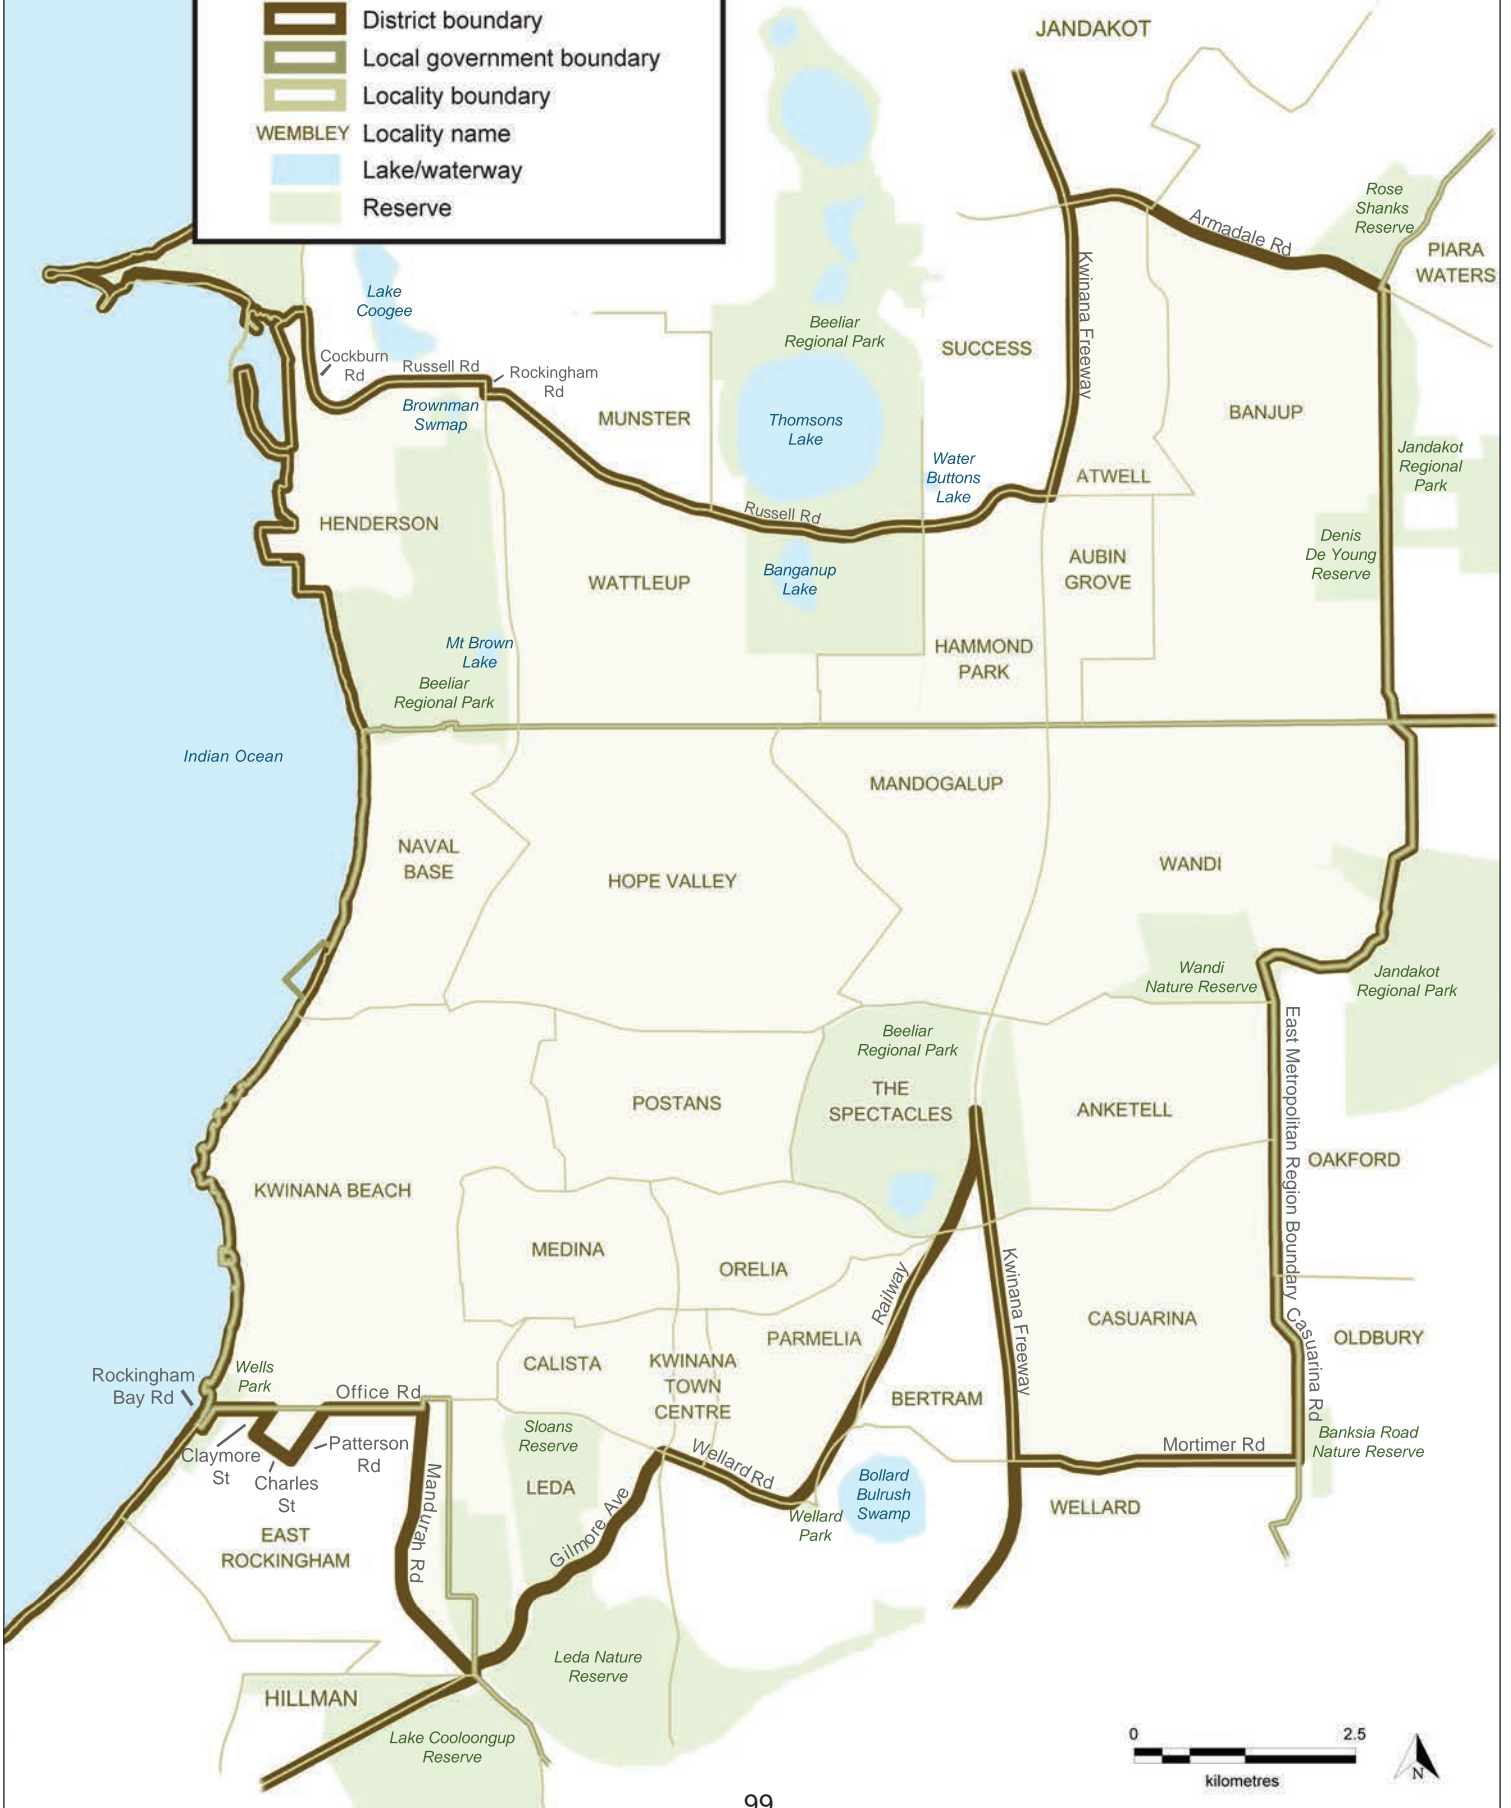 District boundary
Local government boundary
Locality boundary
WEMBLEY Locality name
Lake/waterway
Reserve
JANDAKOT
Rose
Shanks
Reserve
Armadale Rd
PIARA
WATERS
Kwinana Freeway
Lake
Coogee
Beeliar
Regional Park
SUCCESS
Cockburn
Rd
Russell Rd
Rockingham
Rd
Brownman
Swmap
MUNSTER
Thomsons
Lake
BANJUP
Water
Buttons
Lake
ATWELL
Jandakot
Regional
Park
HENDERSON
Russell Rd
Denis
De Young
Reserve
WATTLEUP
Banganup
Lake
AUBIN
GROVE
Mt Brown
Lake
Beeliar
Regional Park
HAMMOND
PARK
Indian Ocean
MANDOGALUP
NAVAL
BASE
HOPE VALLEY
WANDI
Wandi
Nature Reserve
Jandakot
Regional Park
Beeliar
Regional Park
THE
SPECTACLES
POSTANS
ANKETELL
East Metropolitan Region Boundary
OAKFORD
KWINANA BEACH
MEDINA
ORELIA
Railway
Kwinana Freeway
CASUARINA
Casuarina Rd
OLDBURY
PARMELIA
CALISTA
KWINANA
TOWN
CENTRE
BERTRAM
Rockingham
Bay Rd
Wells
Park
Office Rd
Claymore
St
Charles
St
Patterson
Rd
Mandurah Rd
Sloans
Reserve
LEDA
Wellard Rd
Gilmore Ave
Mortimer Rd
Banksia Road
Nature Reserve
Bollard
Bulrush
Swamp
Wellard
Park
WELLARD
EAST
ROCKINGHAM
Leda Nature
Reserve
HILLMAN
Lake Cooloongup
Reserve
0 2.5
kilometres
N
99